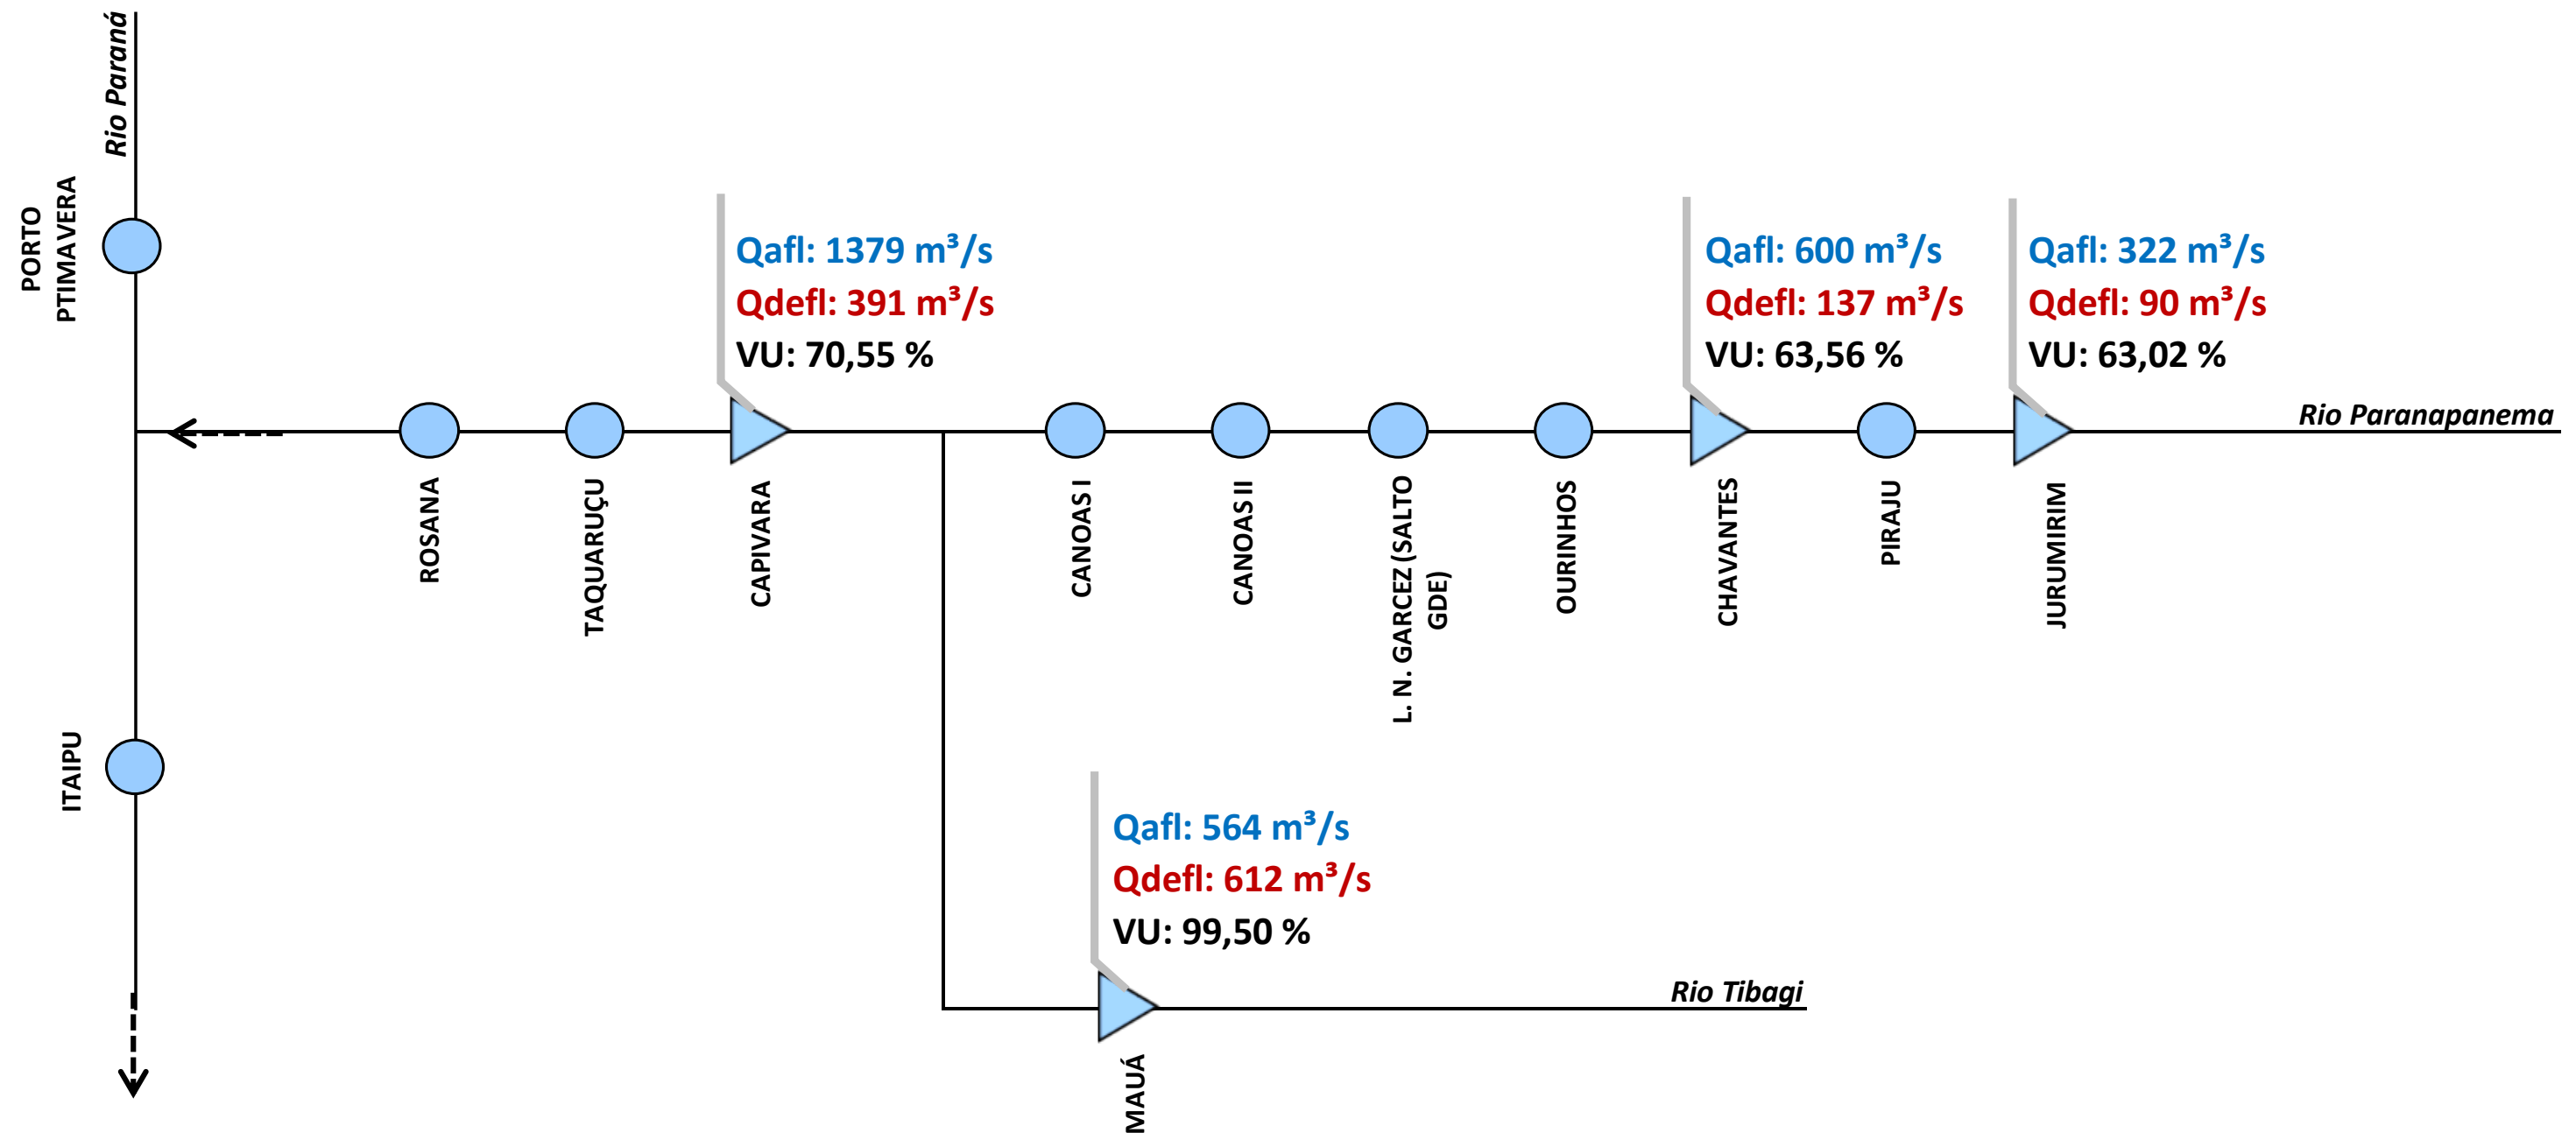 Rio Paraná
PORTO
PTIMAVERA
Qafl: 1379 m³/s
Qdefl: 391 m³/s
VU: 70,55 %
Qafl: 600 m³/s
Qdefl: 137 m³/s
VU: 63,56 %
Qafl: 322 m³/s
Qdefl: 90 m³/s
VU: 63,02 %
Rio Paranapanema
ROSANA
TAQUARUÇU
CAPIVARA
CANOAS I
CANOAS II
L. N. GARCEZ (SALTO
GDE)
OURINHOS
CHAVANTES
PIRAJU
JURUMIRIM
ITAIPU
Qafl: 564 m³/s
Qdefl: 612 m³/s
VU: 99,50 %
Rio Tibagi
MAUÁ